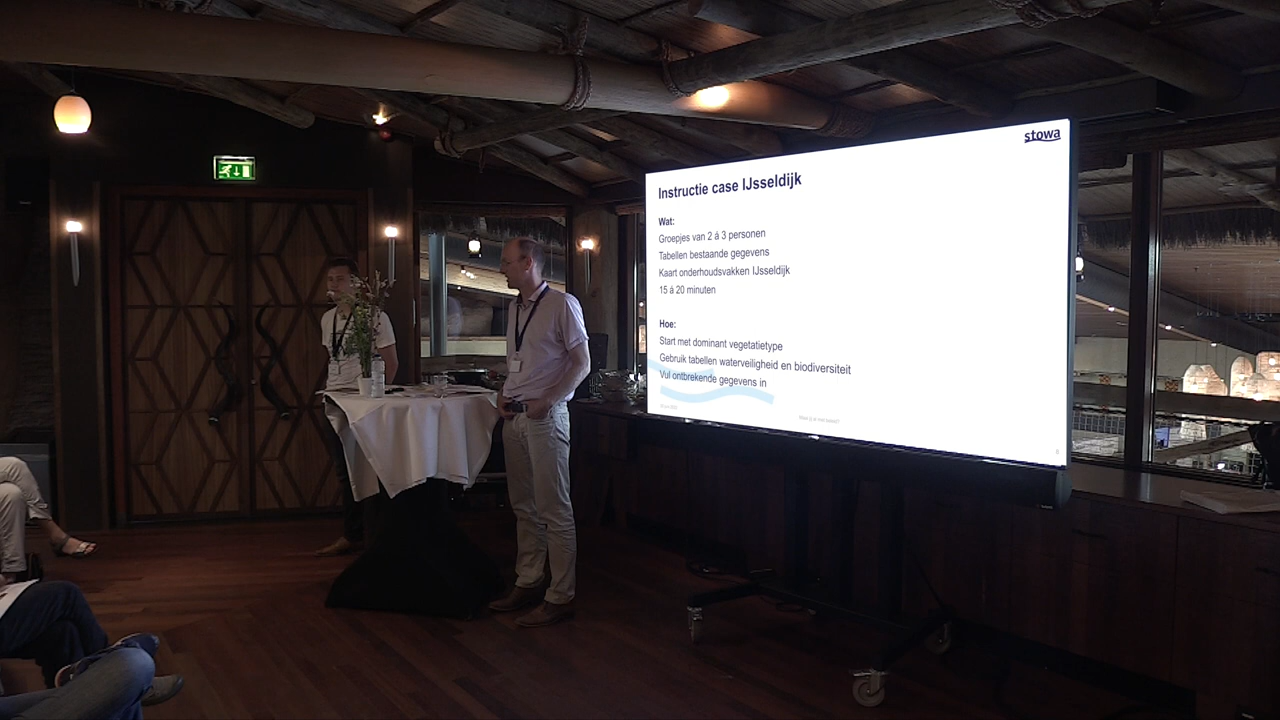 stowa
Instructie case IJsseldijk
Wat:
Groepjes van 2 á 3 personen
Tabellen bestaande gegevens
Kaart onderhoudsvakken IJsseldijk
15 á 20 minuten
Hoe:
Start met dominant vegetatietype
Gebruik tabellen waterveiligheid en biodiversiteit
Vul ontbrekende gegevens in